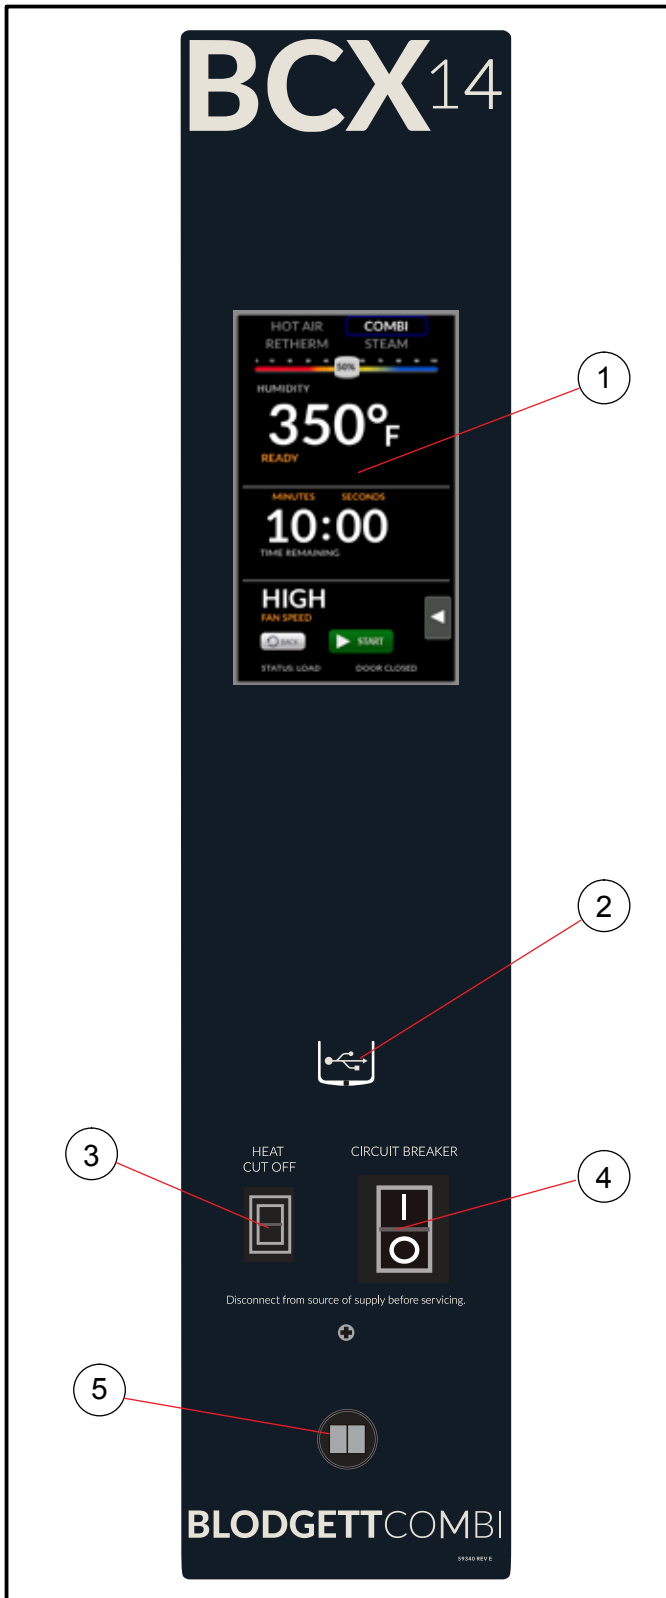 BCX14
HOT AIR COMBI
RETHERM STEAM
50%
HUMIDITY
350°F
READY
MINUTES SECONDS
10:00
TIME REMAINING
HIGH
FAN SPEED
BACK START
STATUS: LOAD DOOR CLOSED
1
2
3
4
5
HEAT
CUT OFF
CIRCUIT BREAKER
I
O
Disconnect from source of supply before servicing.
BLODGETTCOMBI
59340 REV E